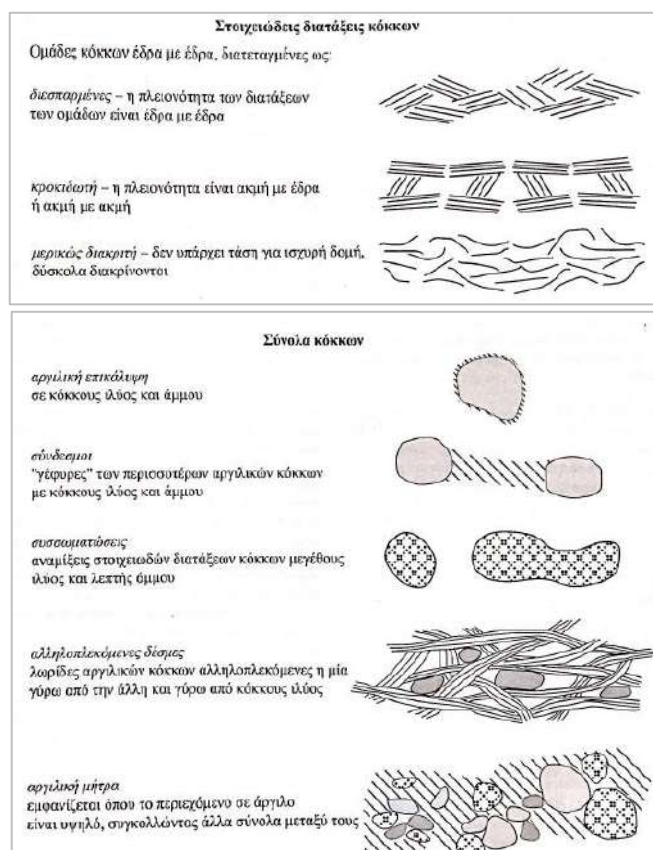 Στοιχειώδεις διατάξεις κόκκων
Ομάδες κόκκων έδρα με έδρα, διατεταγμένες ως:
διεσπαρμένες – η πλειονότητα των διατάξεων
των ομάδων είναι έδρα με έδρα
κροκιδωτή – η πλειονότητα είναι ακμή με έδρα
ή ακμή με ακμή
μερικώς διακριτή – δεν υπάρχει τάση για ισχυρή δομή,
δύσκολα διακρίνονται
Σύνολα κόκκων
αργιλική επικάλυψη
σε κόκκους ιλύος και άμμου
σύνδεσμοι
"γέφυρες" των περισσοτέρων αργιλικών κόκκων
με κόκκους ιλύος και άμμου
συσσωματώσεις
αναμίξεις στοιχειωδών διατάξεων κόκκων μεγέθους
ιλύος και λεπτής άμμου
αλληλοπλεκόμενες δέσμες
λωρίδες αργιλικών κόκκων αλληλοπλεκόμενες η μία
γύρω από την άλλη και γύρω από κόκκους ιλύος
αργιλική μήτρα
εμφανίζεται όπου το περιεχόμενο σε άργιλο
είναι υψηλό, συγκολλώντας άλλα σύνολα μεταξύ τους